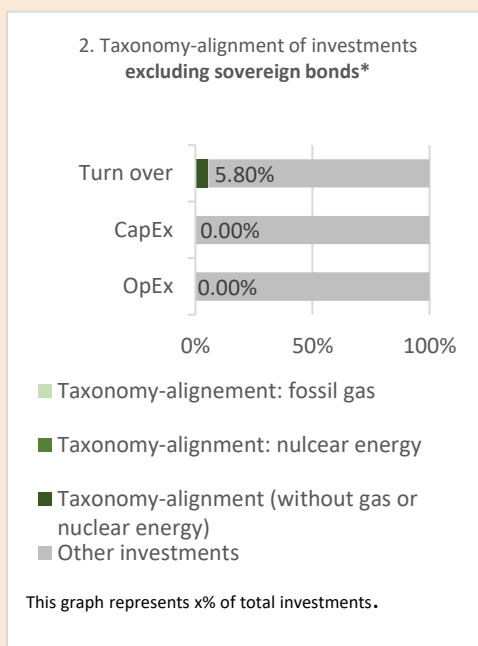 2. Taxonomy-alignment of investments
excluding sovereign bonds*
Turn over
5.80%
CapEx
0.00%
OpEx
0.00%
0%
50%
100%
Taxonomy-alignement: fossil gas
Taxonomy-alignment: nulcear energy
Taxonomy-alignment (without gas or
nuclear energy)
Other investments
This graph represents x% of total investments.